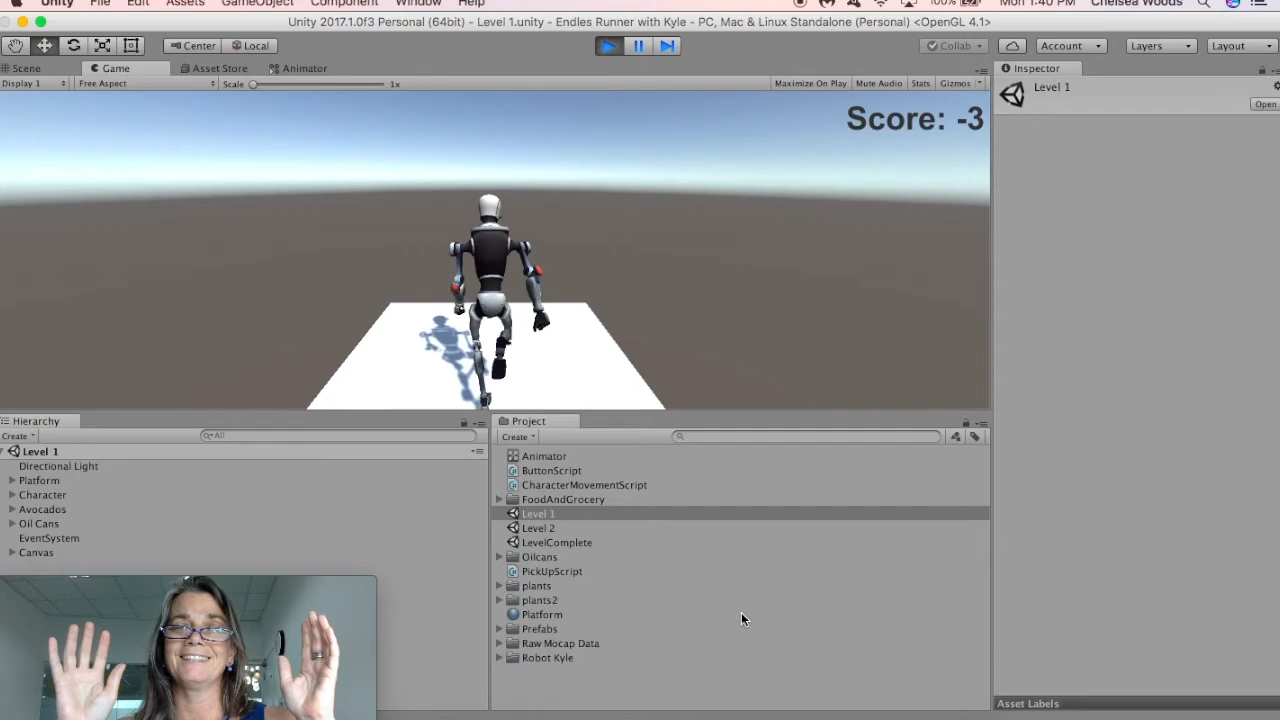 Unity File Edit Assets GameObject Component Window Help 100% Mon 1:40 PM Chelsea Woods
Unity 2017.1.0f3 Personal (64bit) - Level 1.unity - Endles Runner with Kyle - PC, Mac & Linux Standalone (Personal) <OpenGL 4.1>
Center Local Collab Account Layers Layout
Scene Game Asset Store Animator Inspector
Display 1 Free Aspect Scale 1x Maximize On Play Mute Audio Stats Gizmos
Level 1
Open
Score: -3
Hierarchy
Create All
Level 1
Directional Light
Platform
Character
Avocados
Oil Cans
EventSystem
Canvas
Project
Create
Animator
ButtonScript
CharacterMovementScript
FoodAndGrocery
Level 1
Level 2
LevelComplete
Oilcans
PickUpScript
plants
plants2
Platform
Prefabs
Raw Mocap Data
Robot Kyle
Asset Labels